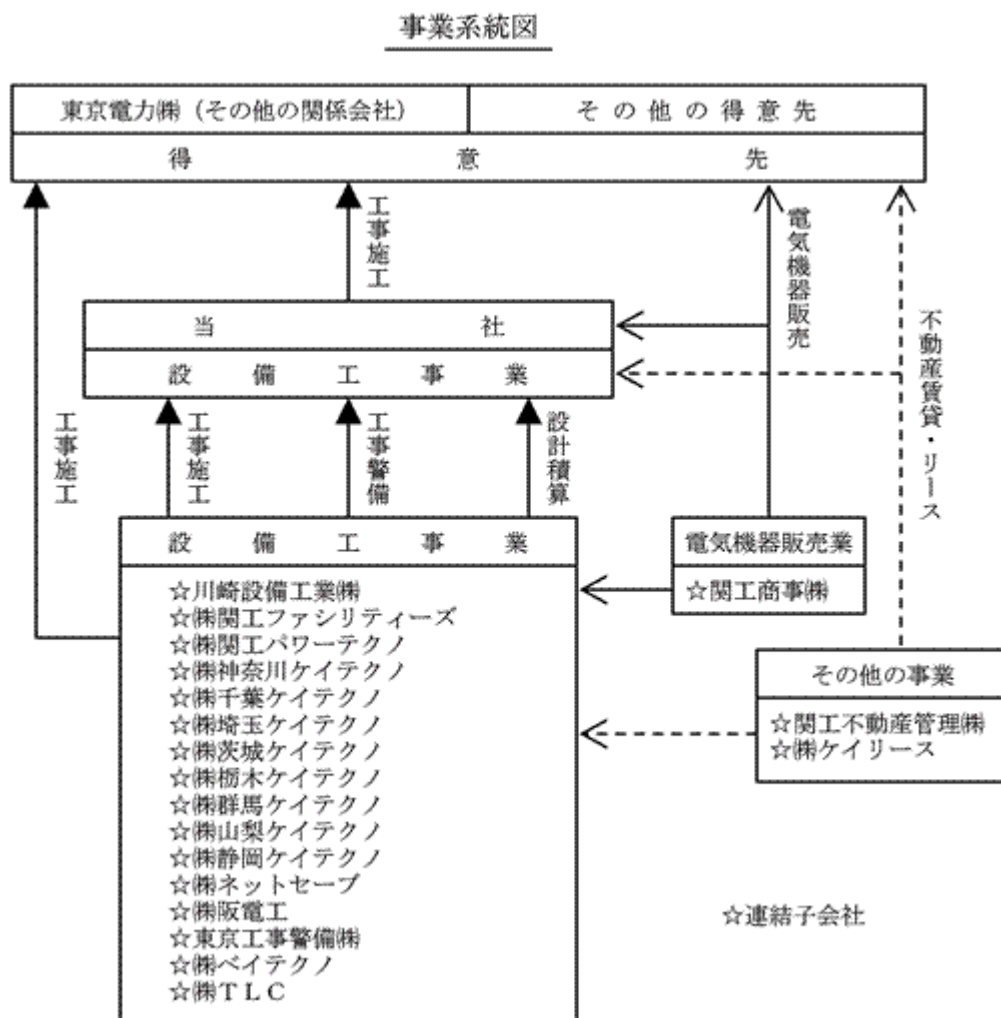 事業系統図
東京電力㈱（その他の関係会社）
その他の得意先
得意先
工事施工
工事施工
電気機器販売
不動産賃貸・リース
当社
設備工事業
工事施工
工事警備
設計積算
設備工事業
☆川崎設備工業㈱
☆㈱関工ファシリティーズ
☆㈱関工パワーテクノ
☆㈱神奈川ケイテクノ
☆㈱千葉ケイテクノ
☆㈱埼玉ケイテクノ
☆㈱茨城ケイテクノ
☆㈱栃木ケイテクノ
☆㈱群馬ケイテクノ
☆㈱山梨ケイテクノ
☆㈱静岡ケイテクノ
☆㈱ネットセーブ
☆㈱阪電工
☆東京工事警備㈱
☆㈱ベイテクノ
☆㈱ＴＬＣ
電気機器販売業
☆関工商事㈱
その他の事業
☆関工不動産管理㈱
☆㈱ケイリース
☆連結子会社